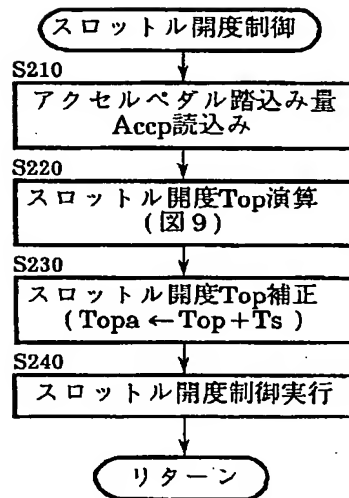 スロットル開度制御
S210
アクセルペダル踏込み量
Accp読込み
S220
スロットル開度Top演算
(図9)
S230
スロットル開度Top補正
(Topa←Top+Ts)
S240
スロットル開度制御実行
リターン